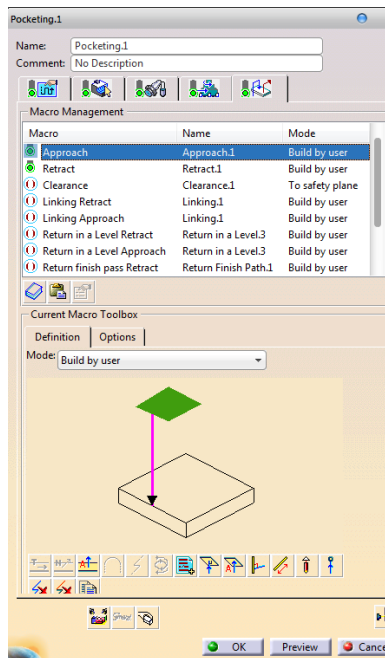 Pocketing.1
Name: Pocketing.1
Comment: No Description
Macro Management
Macro Name Mode
Approach Approach.1 Build by user
Retract Retract.1 Build by user
Clearance Clearance.1 To safety plane
Linking Retract Linking.1 Build by user
Linking Approach Linking.1 Build by user
Return in a Level Retract Return in a Level.3 Build by user
Return in a Level Approach Return in a Level.3 Build by user
Return finish pass Retract Return Finish Path.1 Build by user
Current Macro Toolbox
Definition Options
Mode: Build by user
OK Preview Cance